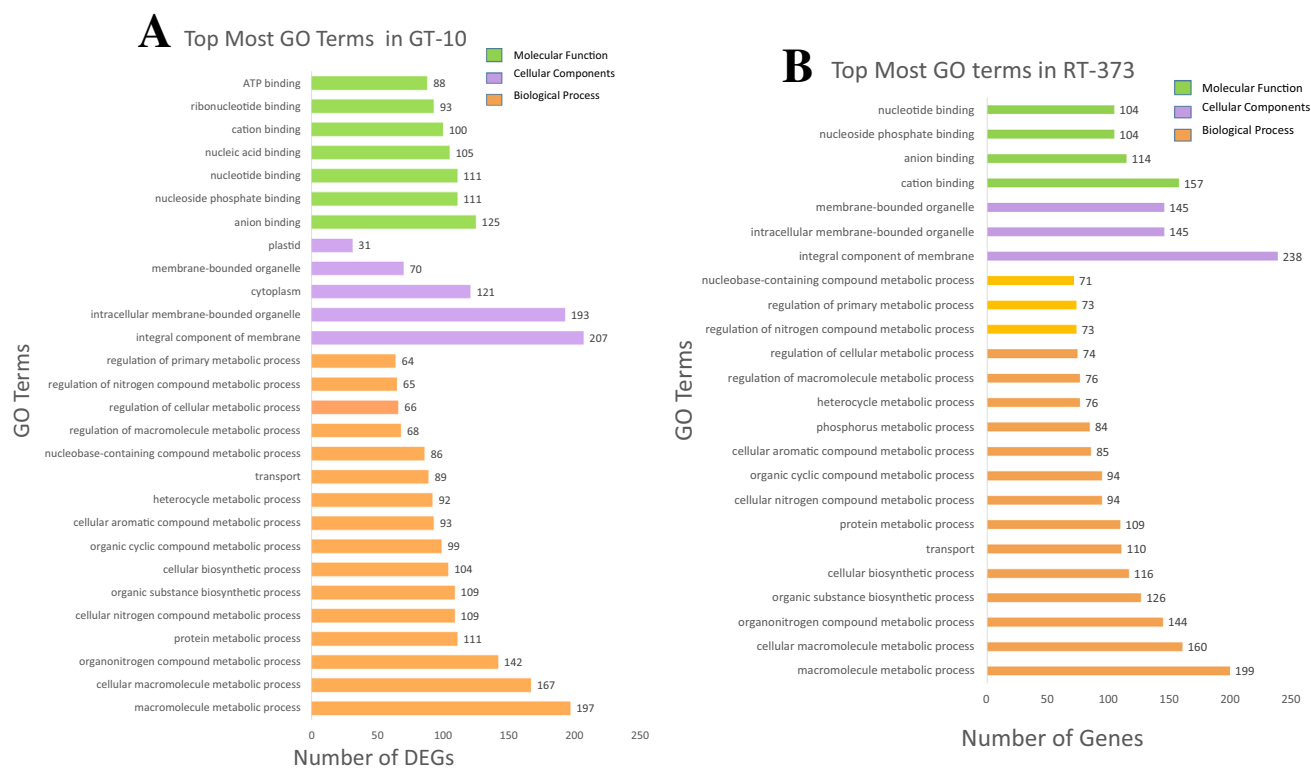 A Top Most GO Terms in GT-10
Molecular Function
Cellular Components
Biological Process
ATP binding 88
ribonucleotide binding 93
cation binding 100
nucleic acid binding 105
nucleotide binding 111
nucleoside phosphate binding 111
anion binding 125
plastid 31
membrane-bounded organelle 70
cytoplasm 121
intracellular membrane-bounded organelle 193
integral component of membrane 207
regulation of primary metabolic process 64
regulation of nitrogen compound metabolic process 65
regulation of cellular metabolic process 66
regulation of macromolecule metabolic process 68
nucleobase-containing compound metabolic process 86
transport 89
heterocycle metabolic process 92
cellular aromatic compound metabolic process 93
organic cyclic compound metabolic process 99
cellular biosynthetic process 104
organic substance biosynthetic process 109
cellular nitrogen compound metabolic process 109
protein metabolic process 111
organonitrogen compound metabolic process 142
cellular macromolecule metabolic process 167
macromolecule metabolic process 197
0 50 100 150 200 250
GO Terms
Number of DEGs
B Top Most GO terms in RT-373
Molecular Function
Cellular Components
Biological Process
nucleotide binding 104
nucleoside phosphate binding 104
anion binding 114
cation binding 157
membrane-bounded organelle 145
intracellular membrane-bounded organelle 145
integral component of membrane 238
nucleobase-containing compound metabolic process 71
regulation of primary metabolic process 73
regulation of nitrogen compound metabolic process 73
regulation of cellular metabolic process 74
regulation of macromolecule metabolic process 76
heterocycle metabolic process 76
phosphorus metabolic process 84
cellular aromatic compound metabolic process 85
organic cyclic compound metabolic process 94
cellular nitrogen compound metabolic process 94
protein metabolic process 109
transport 110
cellular biosynthetic process 116
organic substance biosynthetic process 126
organonitrogen compound metabolic process 144
cellular macromolecule metabolic process 160
macromolecule metabolic process 199
0 50 100 150 200 250
GO Terms
Number of Genes